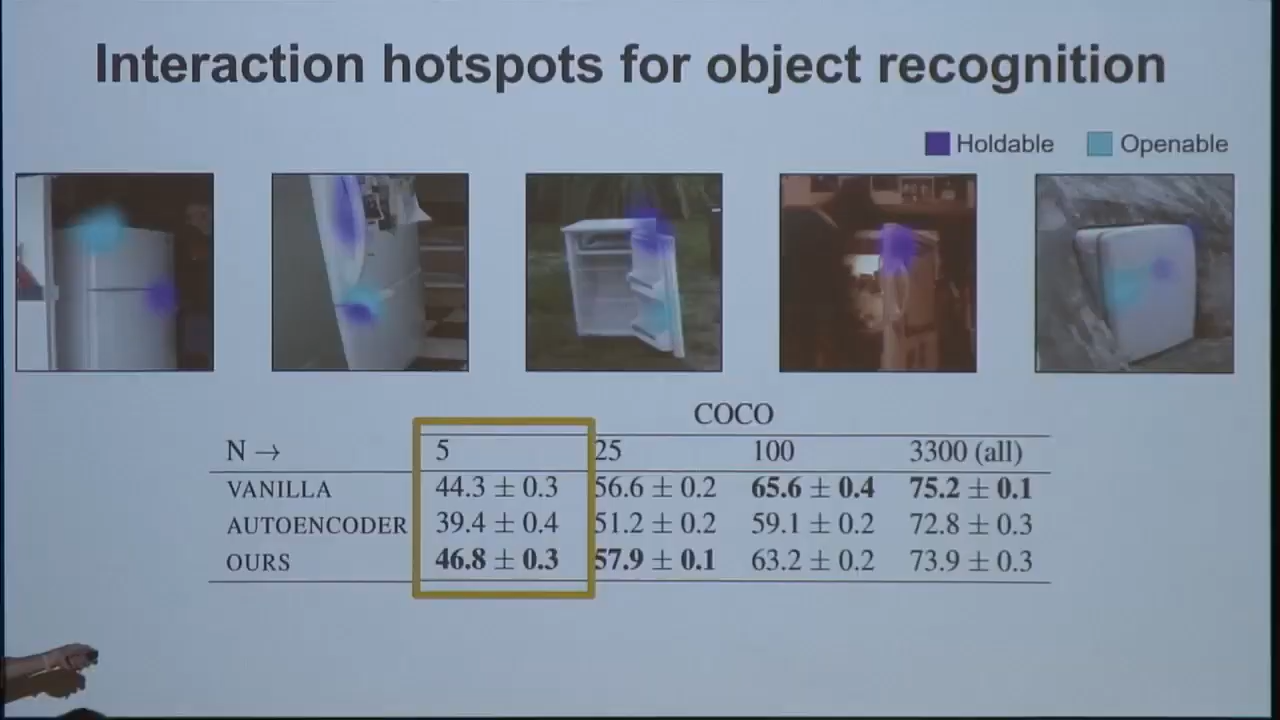 Interaction hotspots for object recognition
Holdable Openable
COCO
N → 5 25 100 3300 (all)
VANILLA 44.3 ± 0.3 56.6 ± 0.2 65.6 ± 0.4 75.2 ± 0.1
AUTOENCODER 39.4 ± 0.4 51.2 ± 0.2 59.1 ± 0.2 72.8 ± 0.3
OURS 46.8 ± 0.3 57.9 ± 0.1 63.2 ± 0.2 73.9 ± 0.3